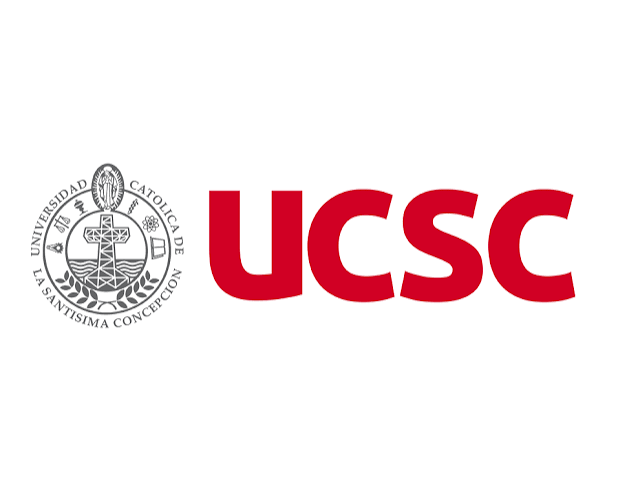 UNIVERSIDAD CATOLICA DE
LA SANTISIMA CONCEPCION
UCSC